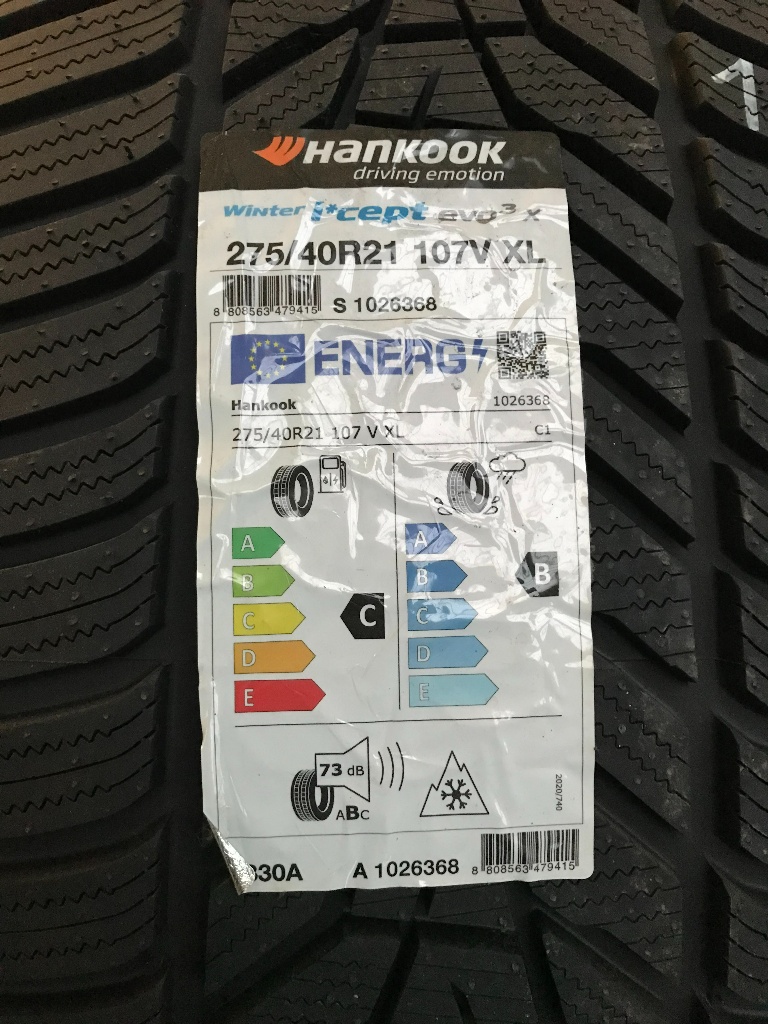 1
HANKOOK
driving emotion
Winter i*cept evo³ x
275/40R21 107V XL
8 808563 479415
S 1026368
ENERG
Hankook 1026368
275/40R21 107 V XL C1
A A
B B B
C C C
D D
E E
73 dB
ABC
2020/740
A 1026368
8 808563 479415